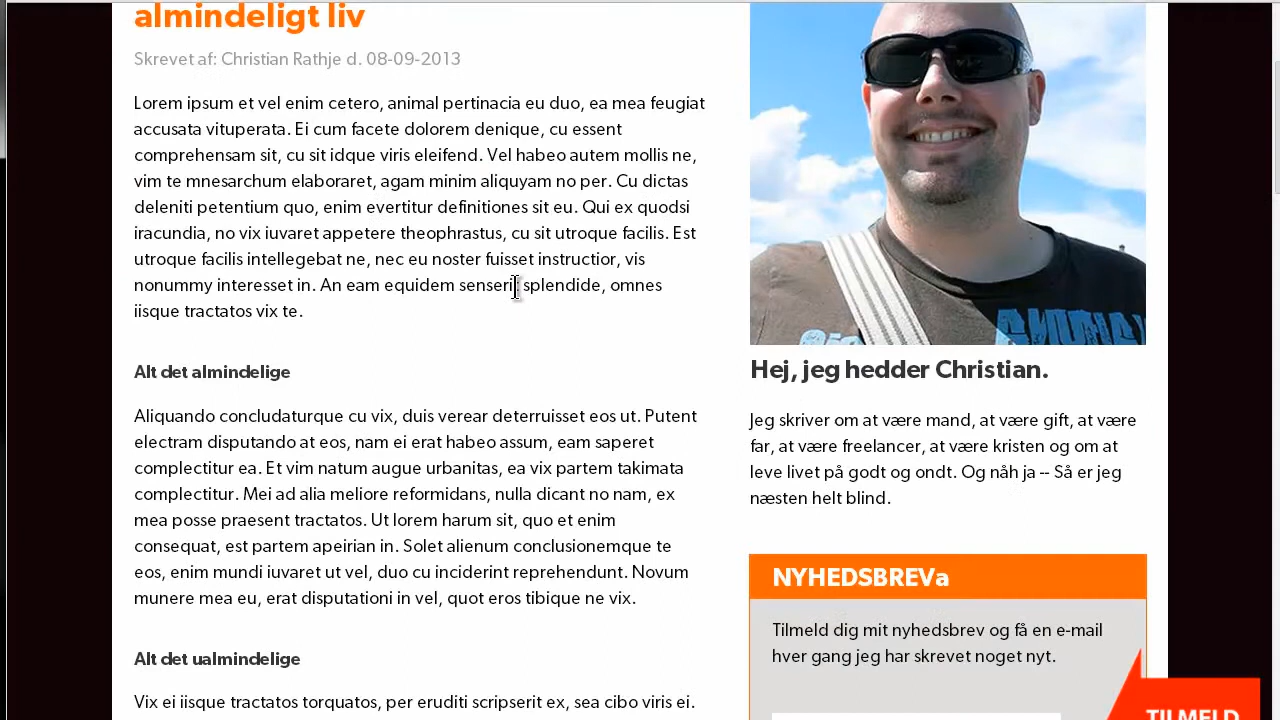 almindeligt liv
Skrevet af: Christian Rathje d. 08-09-2013
Lorem ipsum et vel enim cetero, animal pertinacia eu duo, ea mea feugiat
accusata vituperata. Ei cum facete dolorem denique, cu essent
comprehensam sit, cu sit idque viris eleifend. Vel habeo autem mollis ne,
vim te mnesarchum elaboraret, agam minim aliquyam no per. Cu dictas
deleniti petentium quo, enim evertitur definitiones sit eu. Qui ex quodsi
iracundia, no vix iuvaret appetere theophrastus, cu sit utroque facilis. Est
utroque facilis intellegebat ne, nec eu noster fuisset instructior, vis
nonummy interesset in. An eam equidem senserit splendide, omnes
iisque tractatos vix te.
Alt det almindelige
Aliquando concludaturque cu vix, duis verear deterruisset eos ut. Putent
electram disputando at eos, nam ei erat habeo assum, eam saperet
complectitur ea. Et vim natum augue urbanitas, ea vix partem takimata
complectitur. Mei ad alia meliore reformidans, nulla dicant no nam, ex
mea posse praesent tractatos. Ut lorem harum sit, quo et enim
consequat, est partem apeirian in. Solet alienum conclusionemque te
eos, enim mundi iuvaret ut vel, duo cu inciderint reprehendunt. Novum
munere mea eu, erat disputationi in vel, quot eros tibique ne vix.
Alt det ualmindelige
Vix ei iisque tractatos torquatos, per eruditi scripserit ex, sea cibo viris ei.
Hej, jeg hedder Christian.
Jeg skriver om at være mand, at være gift, at være
far, at være freelancer, at være kristen og om at
leve livet på godt og ondt. Og nåh ja -- Så er jeg
næsten helt blind.
NYHEDSBREVa
Tilmeld dig mit nyhedsbrev og få en e-mail
hver gang jeg har skrevet noget nyt.
TILMELD